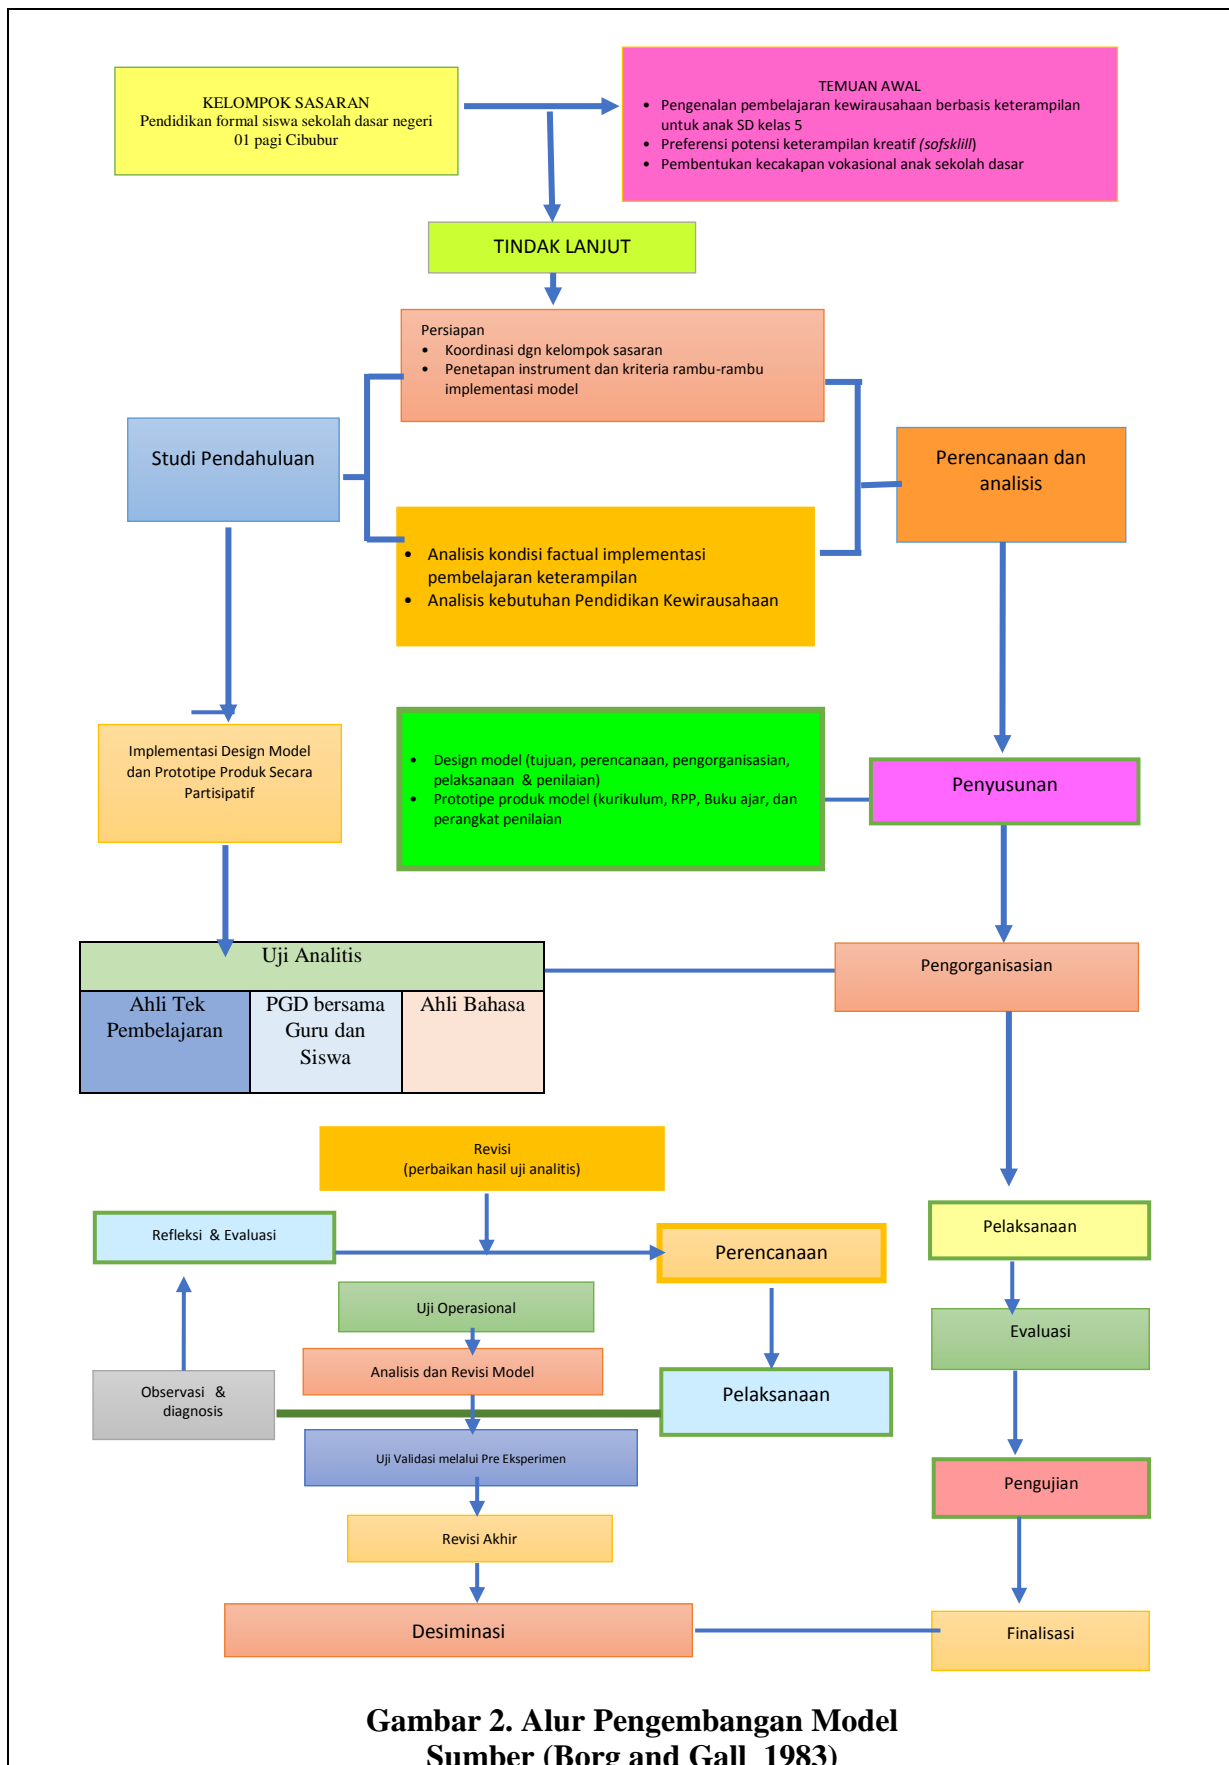 KELOMPOK SASARAN
Pendidikan formal siswa sekolah dasar negeri
01 pagi Cibubur
TEMUAN AWAL
• Pengenalan pembelajaran kewirausahaan berbasis keterampilan
untuk anak SD kelas 5
• Preferensi potensi keterampilan kreatif (sofsklill)
• Pembentukan kecakapan vokasional anak sekolah dasar
TINDAK LANJUT
Persiapan
• Koordinasi dgn kelompok sasaran
• Penetapan instrument dan kriteria rambu-rambu
implementasi model
Studi Pendahuluan
Perencanaan dan
analisis
• Analisis kondisi factual implementasi
pembelajaran keterampilan
• Analisis kebutuhan Pendidikan Kewirausahaan
Implementasi Design Model
dan Prototipe Produk Secara
Partisipatif
• Design model (tujuan, perencanaan, pengorganisasian,
pelaksanaan & penilaian)
• Prototipe produk model (kurikulum, RPP, Buku ajar, dan
perangkat penilaian
Penyusunan
Uji Analitis
Ahli Tek
Pembelajaran
PGD bersama
Guru dan
Siswa
Ahli Bahasa
Pengorganisasian
Revisi
(perbaikan hasil uji analitis)
Refleksi & Evaluasi
Perencanaan
Pelaksanaan
Uji Operasional
Evaluasi
Analisis dan Revisi Model
Observasi &
diagnosis
Pelaksanaan
Uji Validasi melalui Pre Eksperimen
Pengujian
Revisi Akhir
Desiminasi
Finalisasi
Gambar 2. Alur Pengembangan Model
Sumber (Borg and Gall, 1983)